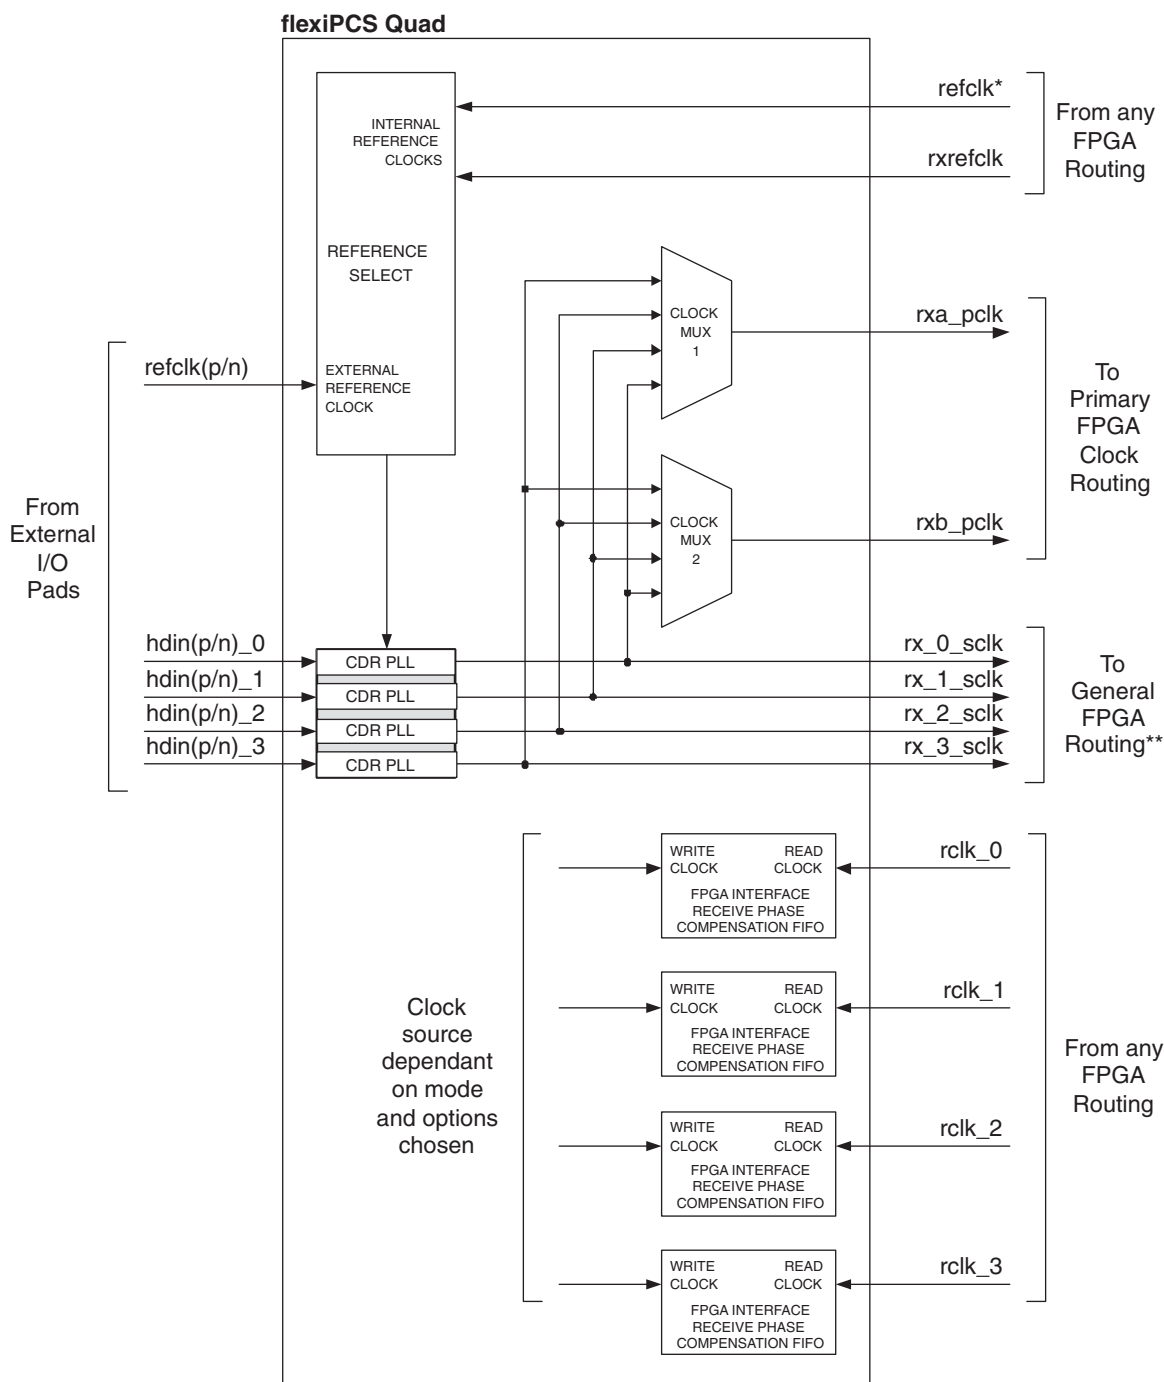 flexiPCS Quad
refclk*
INTERNAL
REFERENCE
CLOCKS
rxrefclk
From any
FPGA
Routing
REFERENCE
SELECT
EXTERNAL
REFERENCE
CLOCK
refclk(p/n)
From
External
I/O
Pads
CLOCK
MUX
1
rxa_pclk
CLOCK
MUX
2
rxb_pclk
To
Primary
FPGA
Clock
Routing
hdin(p/n)_0
CDR PLL
rx_0_sclk
hdin(p/n)_1
CDR PLL
rx_1_sclk
hdin(p/n)_2
CDR PLL
rx_2_sclk
hdin(p/n)_3
CDR PLL
rx_3_sclk
To
General
FPGA
Routing**
Clock
source
dependant
on mode
and options
chosen
WRITE READ
CLOCK CLOCK
FPGA INTERFACE
RECEIVE PHASE
COMPENSATION FIFO
rclk_0
WRITE READ
CLOCK CLOCK
FPGA INTERFACE
RECEIVE PHASE
COMPENSATION FIFO
rclk_1
WRITE READ
CLOCK CLOCK
FPGA INTERFACE
RECEIVE PHASE
COMPENSATION FIFO
rclk_2
WRITE READ
CLOCK CLOCK
FPGA INTERFACE
RECEIVE PHASE
COMPENSATION FIFO
rclk_3
From any
FPGA
Routing